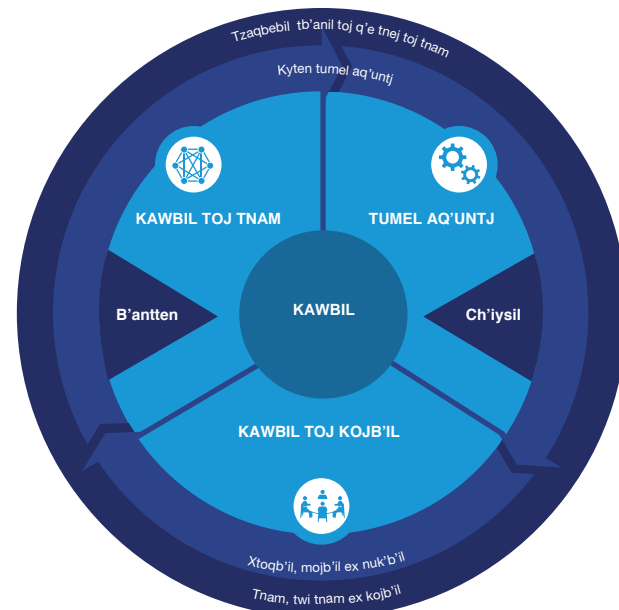 Tzaqbebil tb'anil toj q'e tnej toj tnam
Kyten tumel aq'untj
KAWBIL TOJ TNAM
TUMEL AQ'UNTJ
B'antten
KAWBIL
Ch'iysil
KAWBIL TOJ KOJB'IL
Xtoqb'il, mojb'il ex nuk'b'il
Tnam, twi tnam ex kojb'il